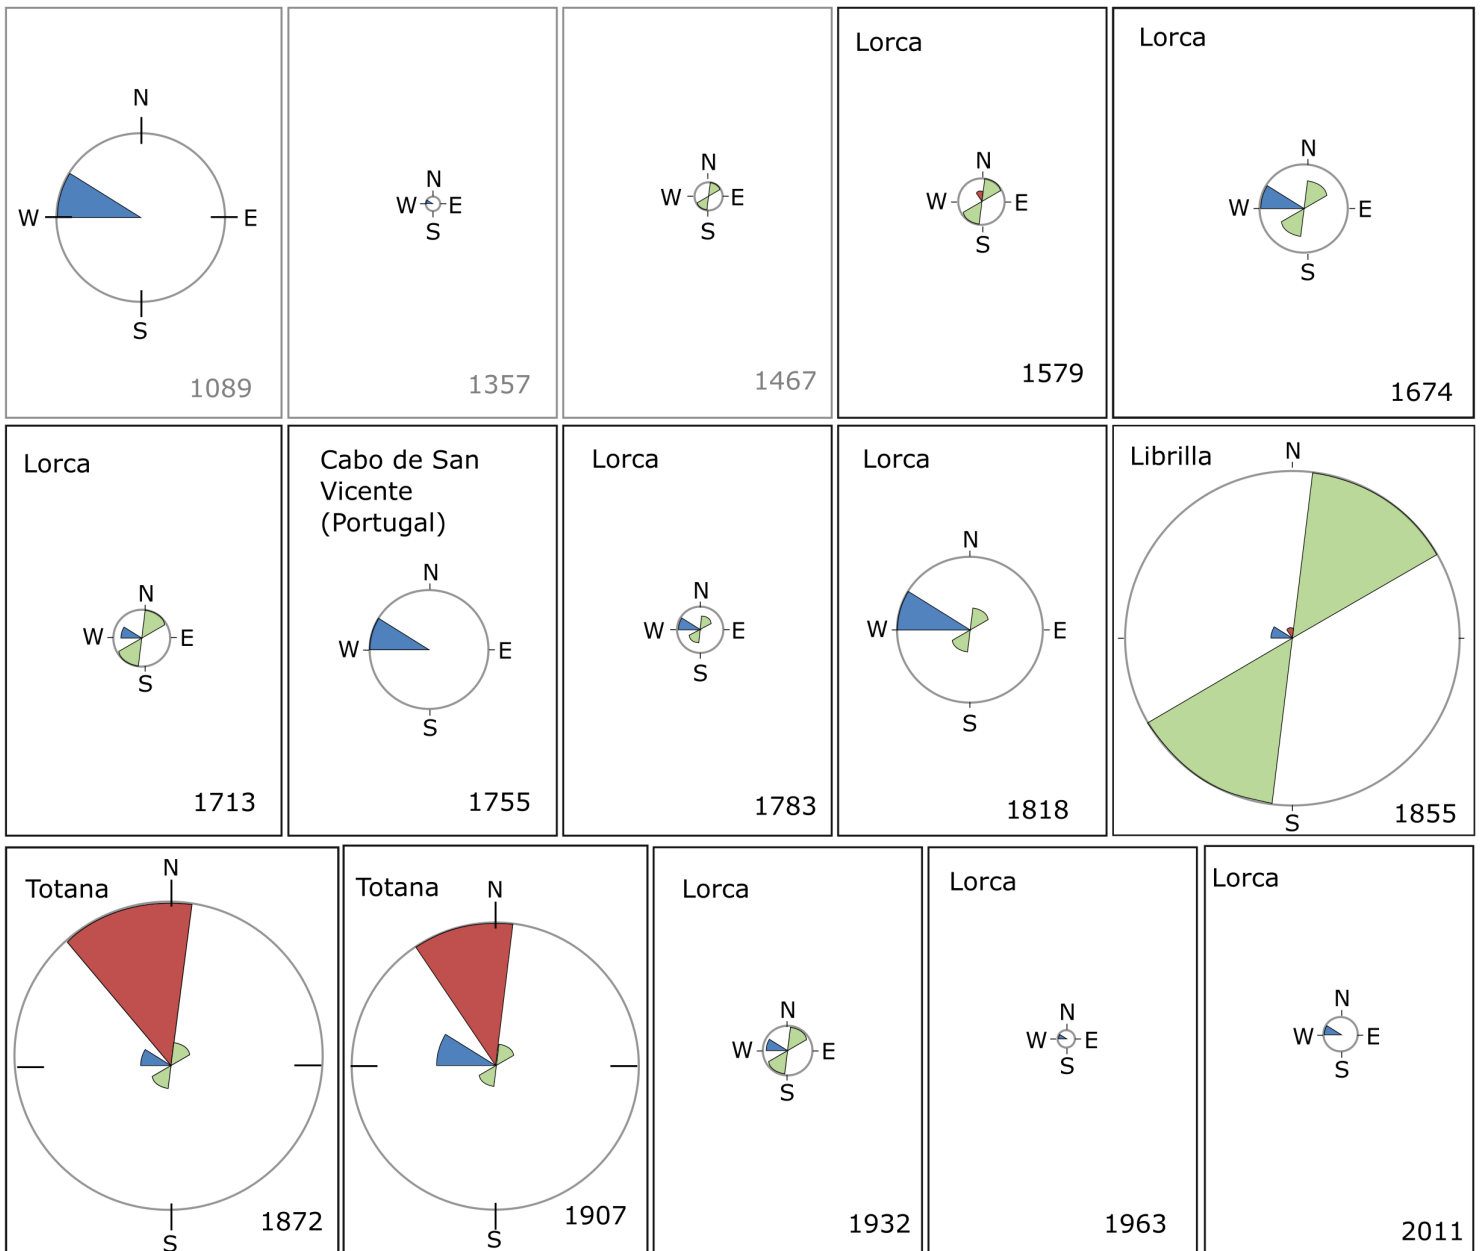 N
W E
S
1089
N
W E
S
1357
N
W E
S
1467
Lorca
N
W E
S
1579
Lorca
N
W E
S
1674
Lorca
N
W E
S
1713
Cabo de San
Vicente
(Portugal)
N
W E
S
1755
Lorca
N
W E
S
1783
Lorca
N
W E
S
1818
Librilla
N
S
1855
Totana
N
S
1872
Totana
N
S
1907
Lorca
N
W E
S
1932
Lorca
N
W E
S
1963
Lorca
N
W E
S
2011